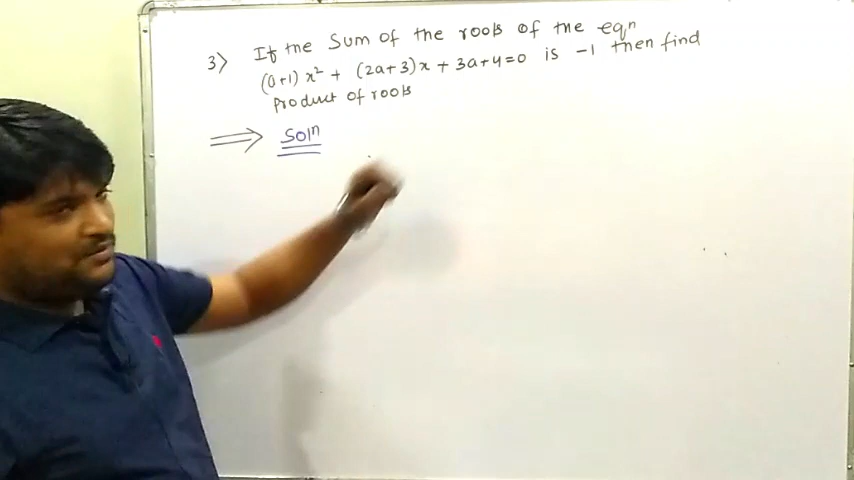 3> If the Sum of the roots of the eqn
(a+1) x² + (2a+3)x + 3a+4=0 is -1 then find
Product of roots
⟹ Soln